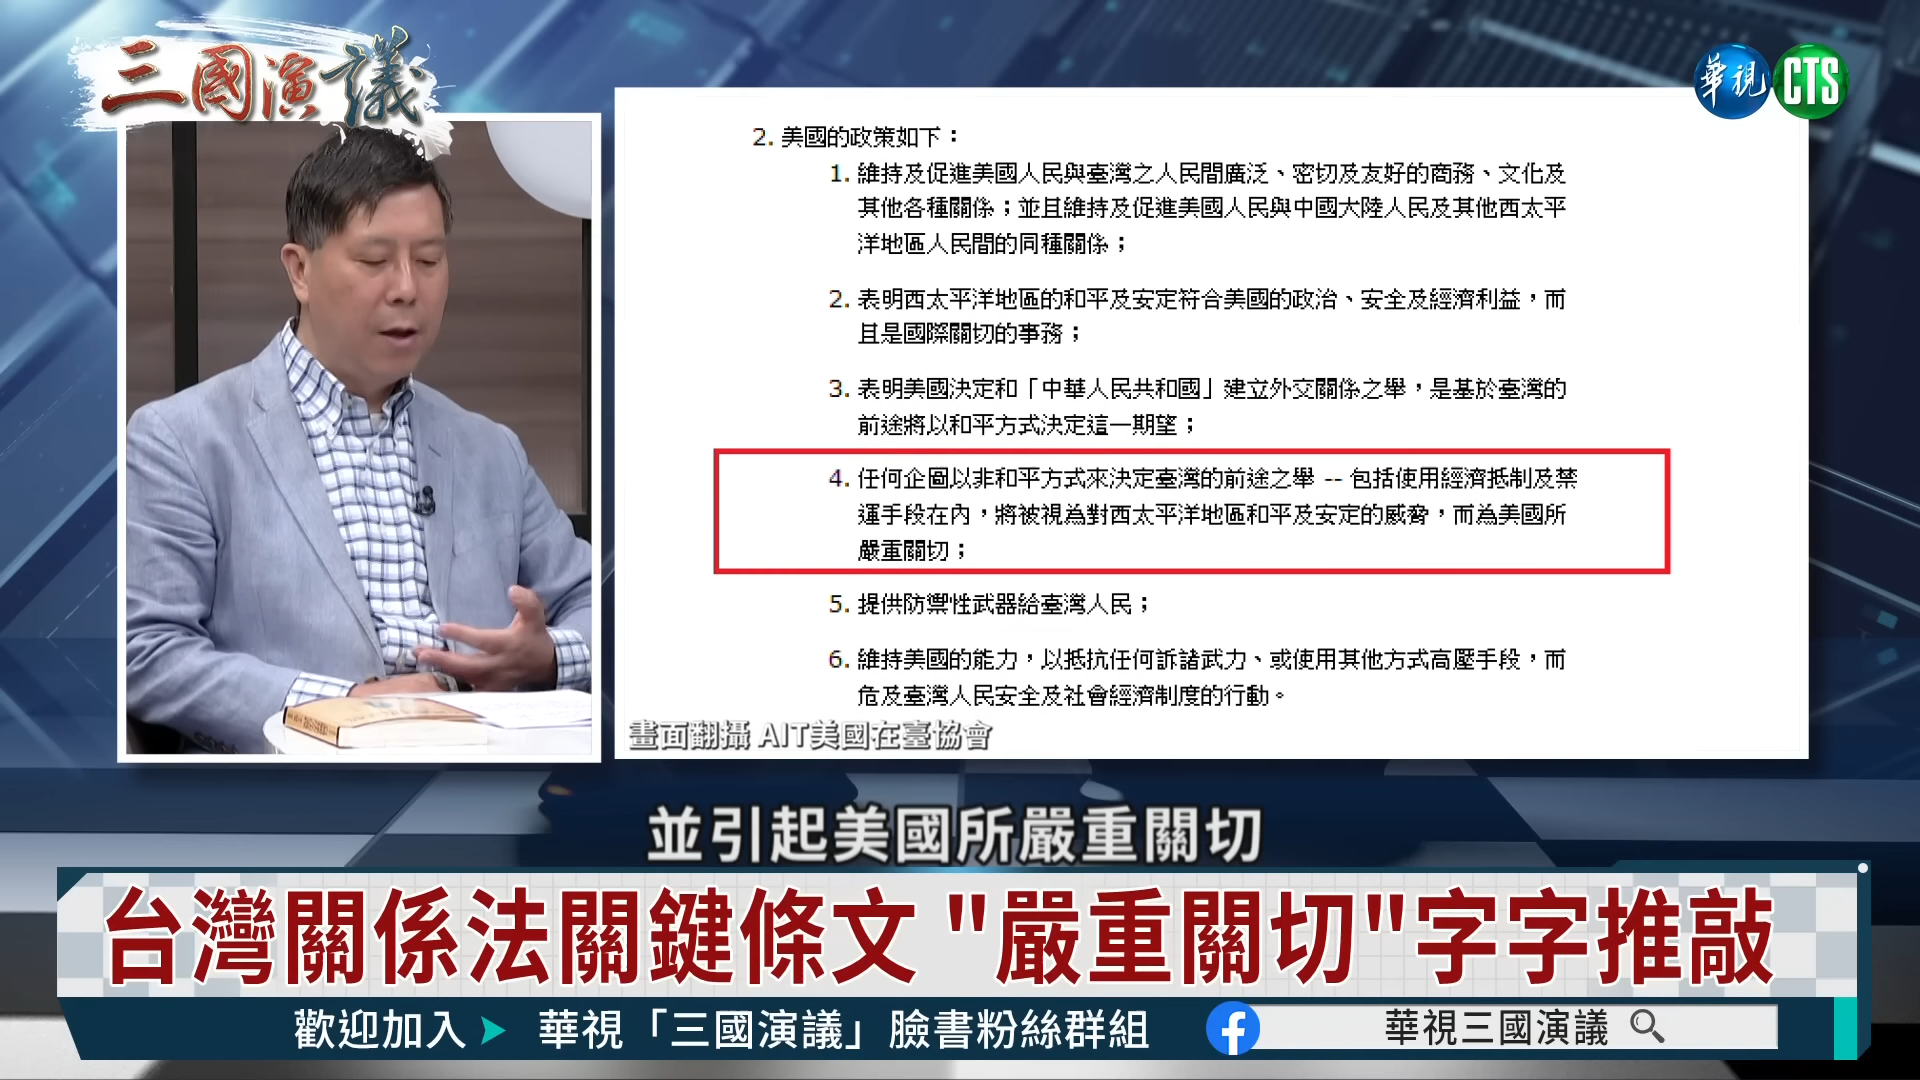 三國演議
華視 CTS
2. 美國的政策如下：
1. 維持及促進美國人民與臺灣之人民間廣泛、密切及友好的商務、文化及
其他各種關係；並且維持及促進美國人民與中國大陸人民及其他西太平
洋地區人民間的同種關係；
2. 表明西太平洋地區的和平及安定符合美國的政治、安全及經濟利益，而
且是國際關切的事務；
3. 表明美國決定和「中華人民共和國」建立外交關係之舉，是基於臺灣的
前途將以和平方式決定這一期望；
4. 任何企圖以非和平方式來決定臺灣的前途之舉 -- 包括使用經濟抵制及禁
運手段在內，將被視為對西太平洋地區和平及安定的威脅，而為美國所
嚴重關切；
5. 提供防禦性武器給臺灣人民；
6. 維持美國的能力，以抵抗任何訴諸武力、或使用其他方式高壓手段，而
危及臺灣人民安全及社會經濟制度的行動。
畫面翻攝 AIT美國在臺協會
並引起美國所嚴重關切
台灣關係法關鍵條文 "嚴重關切"字字推敲
歡迎加入 華視「三國演議」臉書粉絲群組
華視三國演議